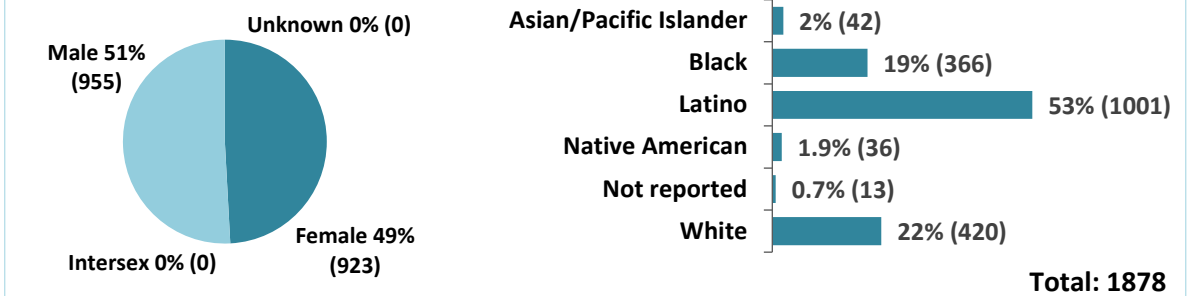 Unknown 0% (0)
Male 51%
(955)
Female 49%
(923)
Intersex 0% (0)
Asian/Pacific Islander 2% (42)
Black 19% (366)
Latino 53% (1001)
Native American 1.9% (36)
Not reported 0.7% (13)
White 22% (420)
Total: 1878